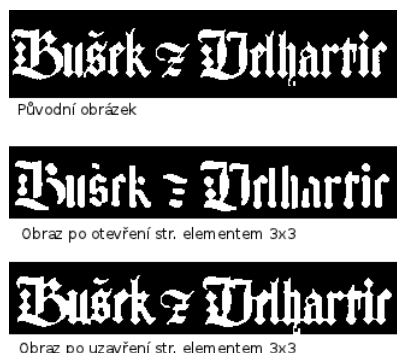 Bušek z Velhartic
Původní obrázek
Bušek z Velhartic
Obraz po otevření str. elementem 3x3
Bušek z Velhartic
Obraz po uzavření str. elementem 3x3